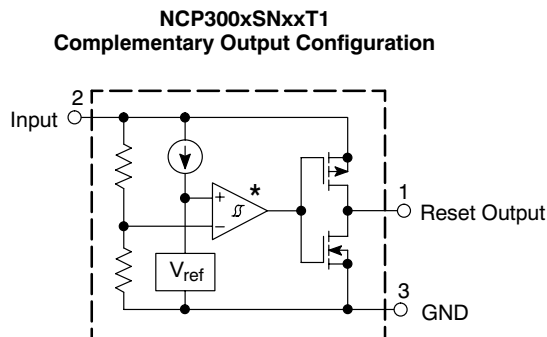 NCP300xSNxxT1
Complementary Output Configuration
2
Input
*
1
+
Reset Output
−
Vref
3
GND